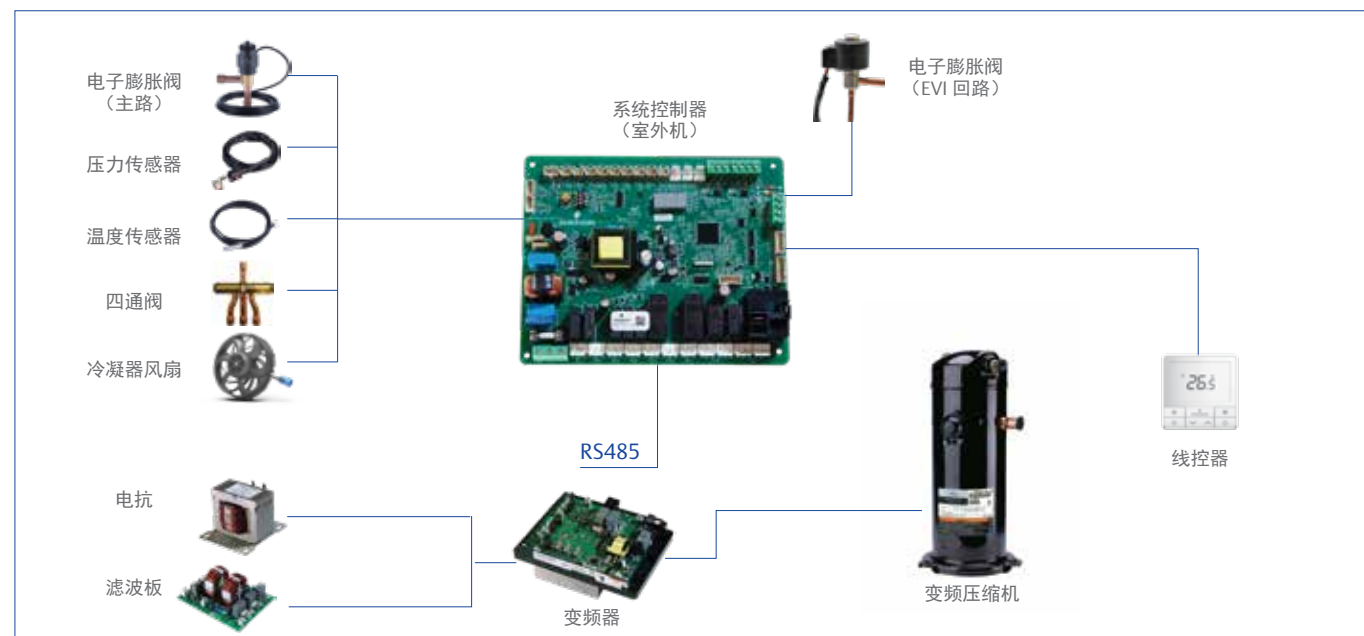 电子膨胀阀
（主路）
压力传感器
温度传感器
四通阀
冷凝器风扇
系统控制器
（室外机）
电子膨胀阀
（EVI 回路）
26.5
线控器
RS485
电抗
滤波板
变频器
变频压缩机